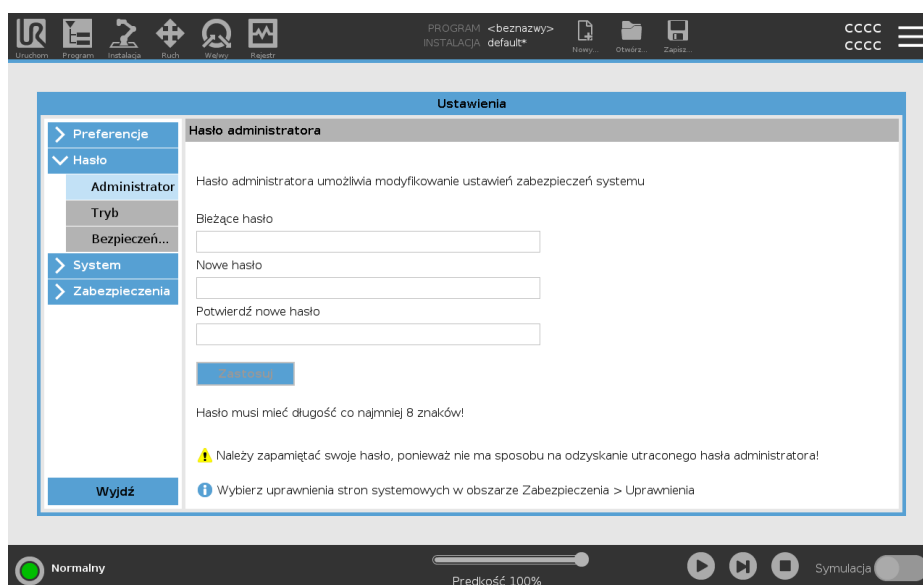 PROGRAM <beznazwy>
INSTALACJA default*
cccc
cccc
Uruchom Program Instalacja Ruch We/wy Rejestr Nowy... Otwórz... Zapisz...
Ustawienia
Preferencje
Hasło
Administrator
Tryb
Bezpieczeń...
System
Zabezpieczenia
Wyjdź
Hasło administratora
Hasło administratora umożliwia modyfikowanie ustawień zabezpieczeń systemu
Bieżące hasło
Nowe hasło
Potwierdź nowe hasło
Zastosuj
Hasło musi mieć długość co najmniej 8 znaków!
Należy zapamiętać swoje hasło, ponieważ nie ma sposobu na odzyskanie utraconego hasła administratora!
Wybierz uprawnienia stron systemowych w obszarze Zabezpieczenia > Uprawnienia
Normalny
Prędkość 100%
Symulacja